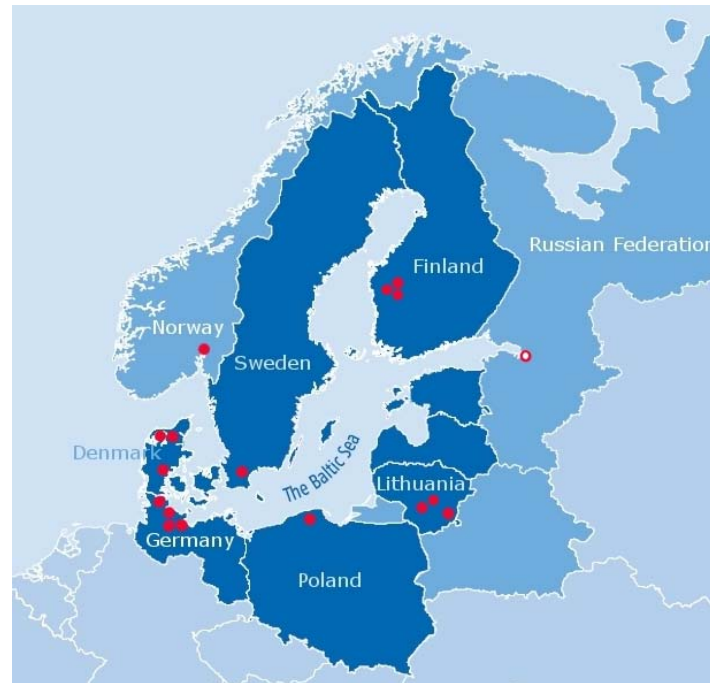 Russian Federation
Finland
Norway
Sweden
Denmark
The Baltic Sea
Lithuania
Germany
Poland